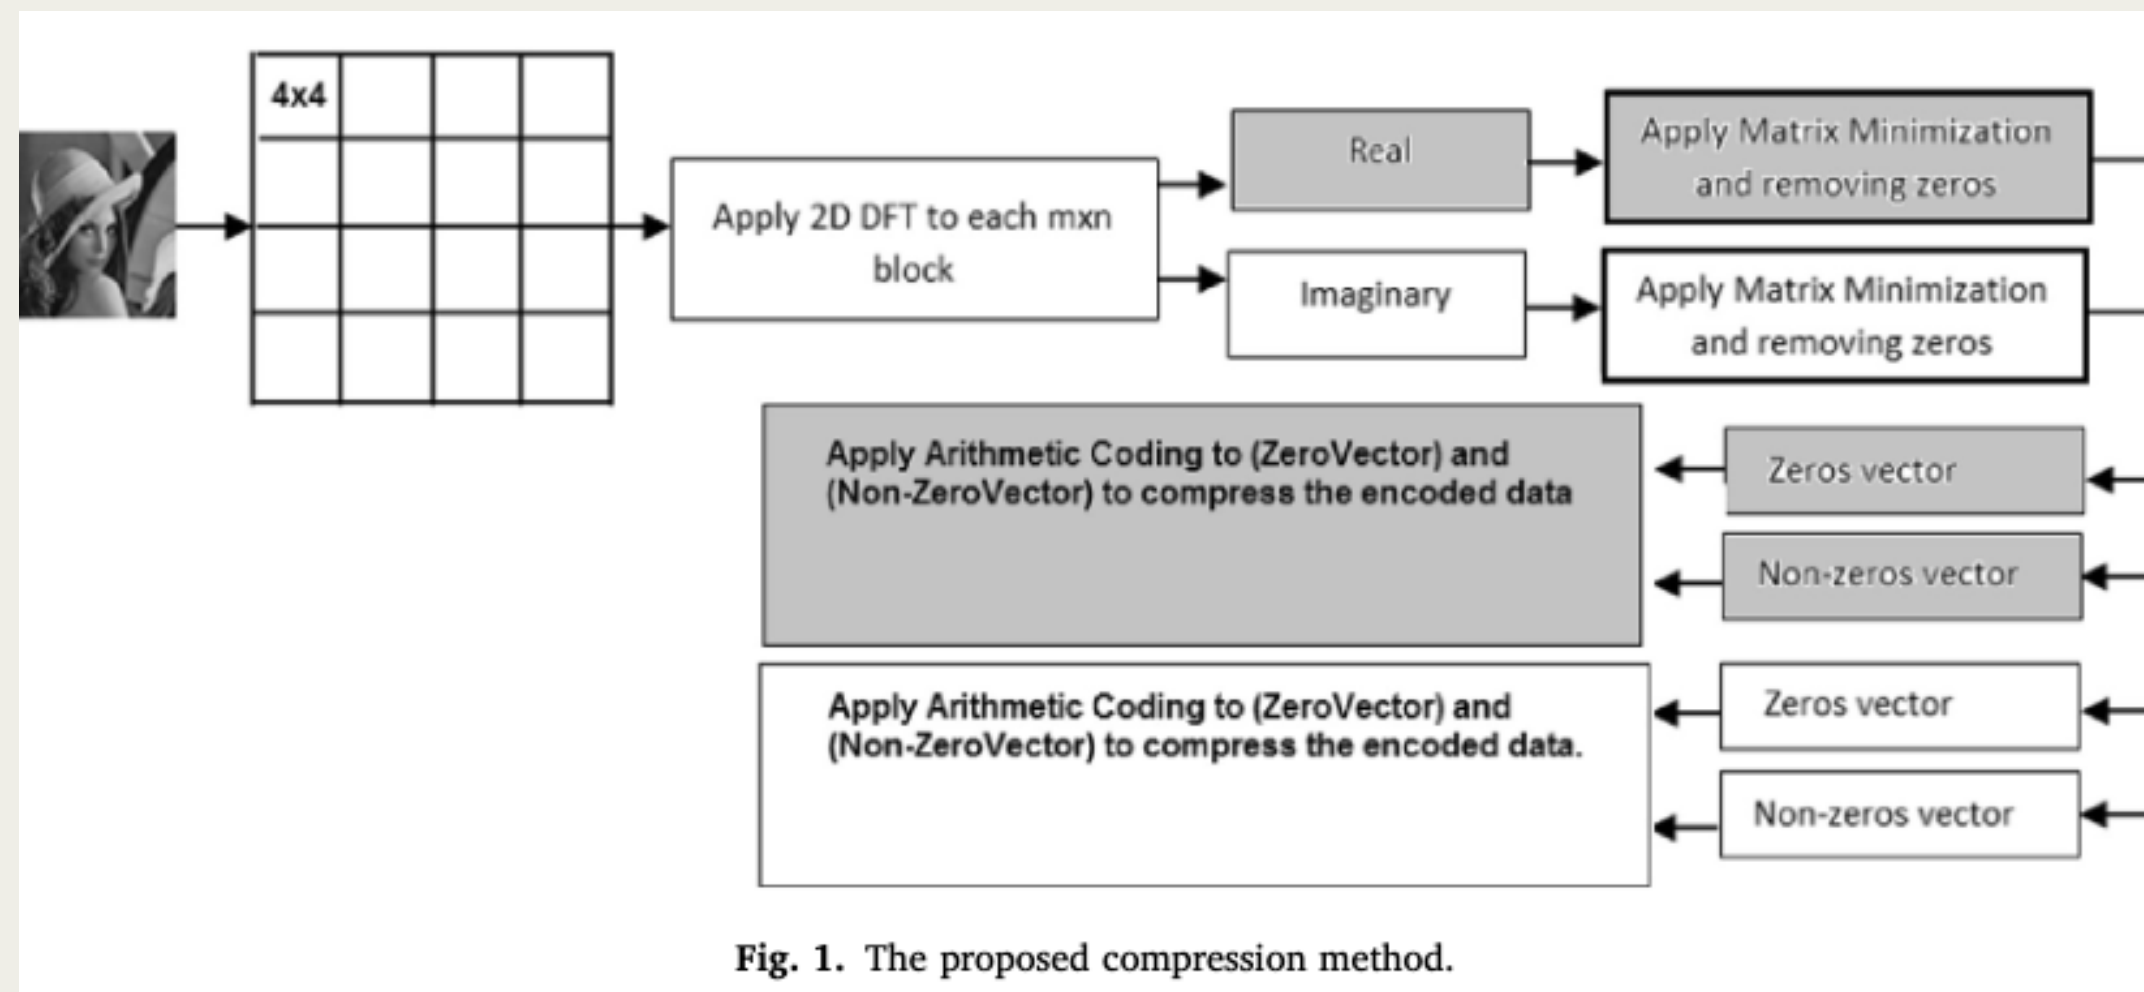 4x4
Apply 2D DFT to each mxn
block
Real
Apply Matrix Minimization
and removing zeros
Imaginary
Apply Matrix Minimization
and removing zeros
Apply Arithmetic Coding to (ZeroVector) and
(Non-ZeroVector) to compress the encoded data
Zeros vector
Non-zeros vector
Apply Arithmetic Coding to (ZeroVector) and
(Non-ZeroVector) to compress the encoded data.
Zeros vector
Non-zeros vector
Fig. 1. The proposed compression method.